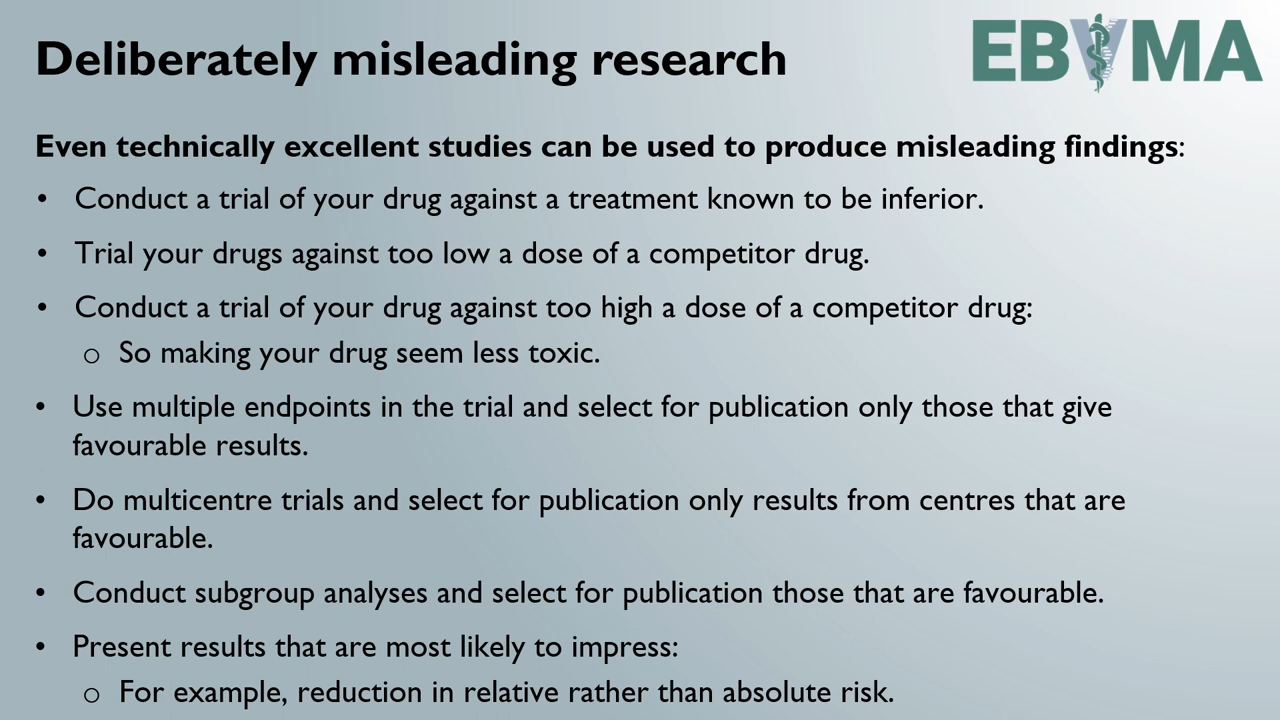 Deliberately misleading research
EBVMA
Even technically excellent studies can be used to produce misleading findings:
• Conduct a trial of your drug against a treatment known to be inferior.
• Trial your drugs against too low a dose of a competitor drug.
• Conduct a trial of your drug against too high a dose of a competitor drug:
o So making your drug seem less toxic.
• Use multiple endpoints in the trial and select for publication only those that give
favourable results.
• Do multicentre trials and select for publication only results from centres that are
favourable.
• Conduct subgroup analyses and select for publication those that are favourable.
• Present results that are most likely to impress:
o For example, reduction in relative rather than absolute risk.